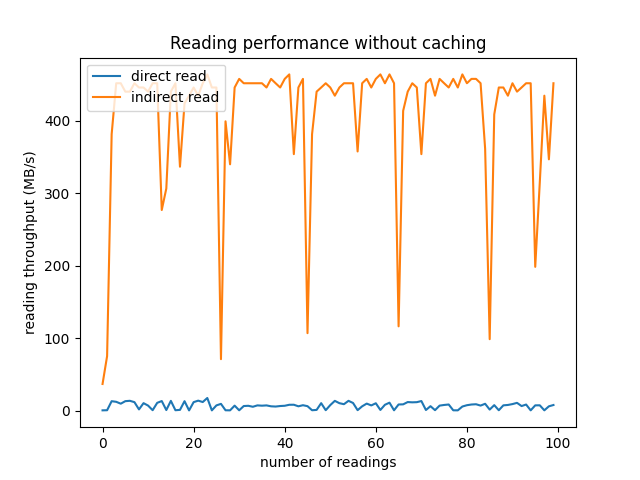 Reading performance without caching
direct read
indirect read
reading throughput (MB/s)
400
300
200
100
0
0 20 40 60 80 100
number of readings